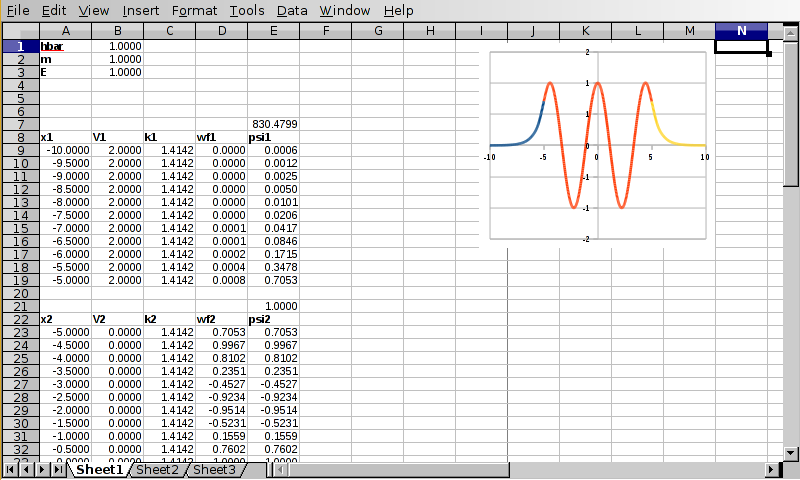 File Edit View Insert Format Tools Data Window Help
A B C D E F G H I J K L M N
1 hbar 1.0000
2 m 1.0000
3 E 1.0000
4
5
6
7 830.4799
8 x1 V1 k1 wf1 psi1
9 -10.0000 2.0000 1.4142 0.0000 0.0006
10 -9.5000 2.0000 1.4142 0.0000 0.0012
11 -9.0000 2.0000 1.4142 0.0000 0.0025
12 -8.5000 2.0000 1.4142 0.0000 0.0050
13 -8.0000 2.0000 1.4142 0.0000 0.0101
14 -7.5000 2.0000 1.4142 0.0000 0.0206
15 -7.0000 2.0000 1.4142 0.0001 0.0417
16 -6.5000 2.0000 1.4142 0.0001 0.0846
17 -6.0000 2.0000 1.4142 0.0002 0.1715
18 -5.5000 2.0000 1.4142 0.0004 0.3478
19 -5.0000 2.0000 1.4142 0.0008 0.7053
20
21 1.0000
22 x2 V2 k2 wf2 psi2
23 -5.0000 0.0000 1.4142 0.7053 0.7053
24 -4.5000 0.0000 1.4142 0.9967 0.9967
25 -4.0000 0.0000 1.4142 0.8102 0.8102
26 -3.5000 0.0000 1.4142 0.2351 0.2351
27 -3.0000 0.0000 1.4142 -0.4527 -0.4527
28 -2.5000 0.0000 1.4142 -0.9234 -0.9234
29 -2.0000 0.0000 1.4142 -0.9514 -0.9514
30 -1.5000 0.0000 1.4142 -0.5231 -0.5231
31 -1.0000 0.0000 1.4142 0.1559 0.1559
32 -0.5000 0.0000 1.4142 0.7602 0.7602
2
1
1
0
-10 -5 0 5 10
-1
-1
-2
Sheet1 Sheet2 Sheet3